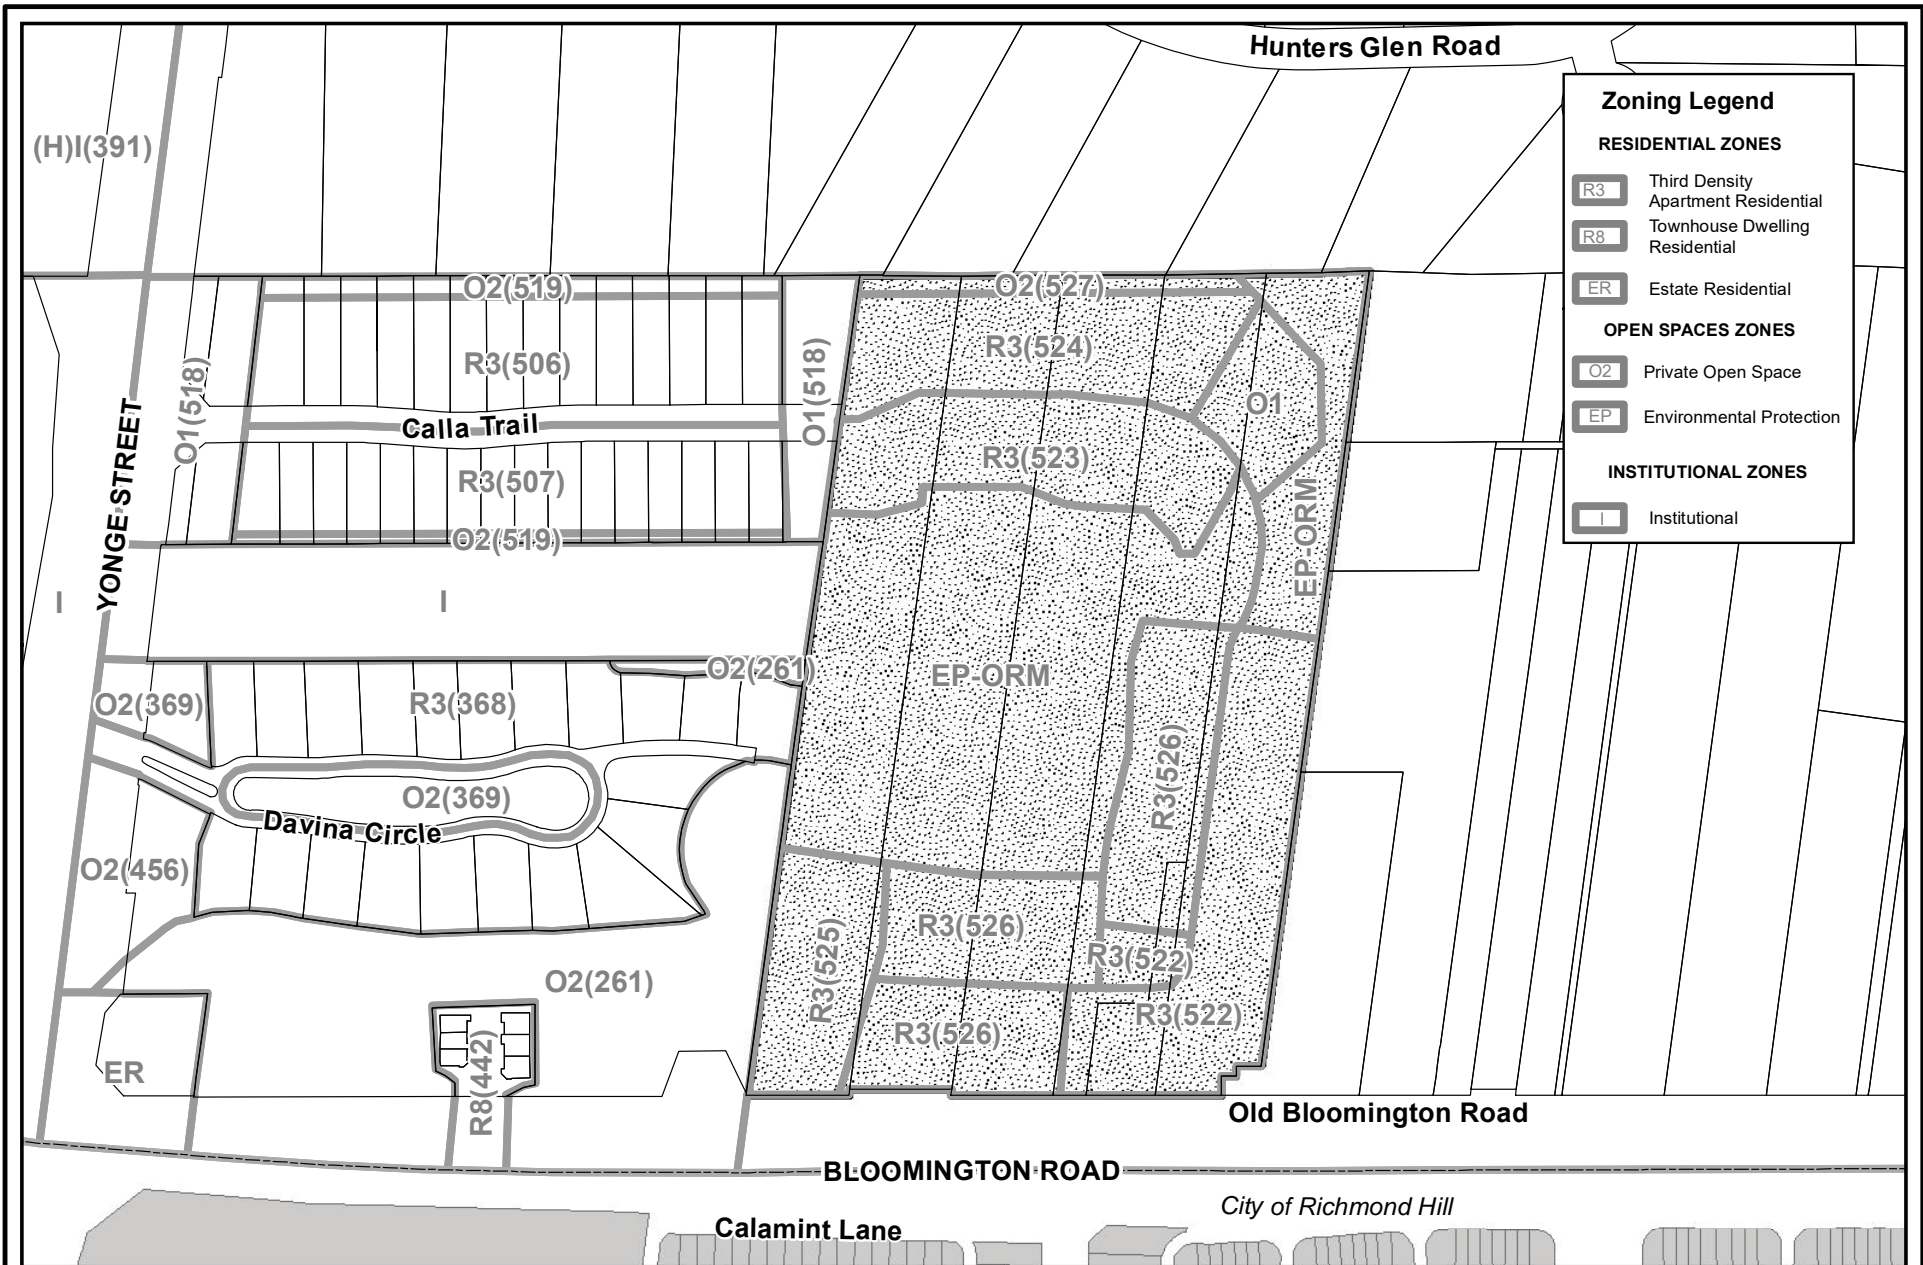 Hunters Glen Road
Zoning Legend
RESIDENTIAL ZONES
R3
Third Density
Apartment Residential
R8
Townhouse Dwelling
Residential
ER
Estate Residential
OPEN SPACES ZONES
O2
Private Open Space
EP
Environmental Protection
INSTITUTIONAL ZONES
I
Institutional
(H)I(391)
O2(519)
O2(527)
R3(506)
R3(524)
O1(518)
O1(518)
O1
Calla Trail
R3(507)
R3(523)
O2(519)
YONGE STREET
EP-ORM
I
I
O2(261)
EP-ORM
O2(369)
R3(368)
R3(526)
O2(369)
Davina Circle
O2(456)
R3(526)
R3(525)
R3(522)
O2(261)
R3(526)
R3(522)
ER
R8(442)
Old Bloomington Road
BLOOMINGTON ROAD
City of Richmond Hill
Calamint Lane